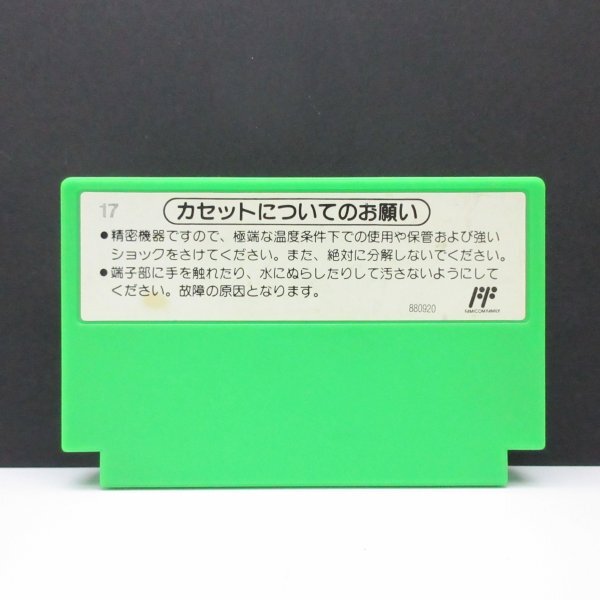 17
カセットについてのお願い
●精密機器ですので、極端な温度条件下での使用や保管および強い
ショックをさけてください。また、絶対に分解しないでください。
●端子部に手を触れたり、水にぬらしたりして汚さないようにして
ください。故障の原因となります。
880920
FF
FAMICOM FAMILY